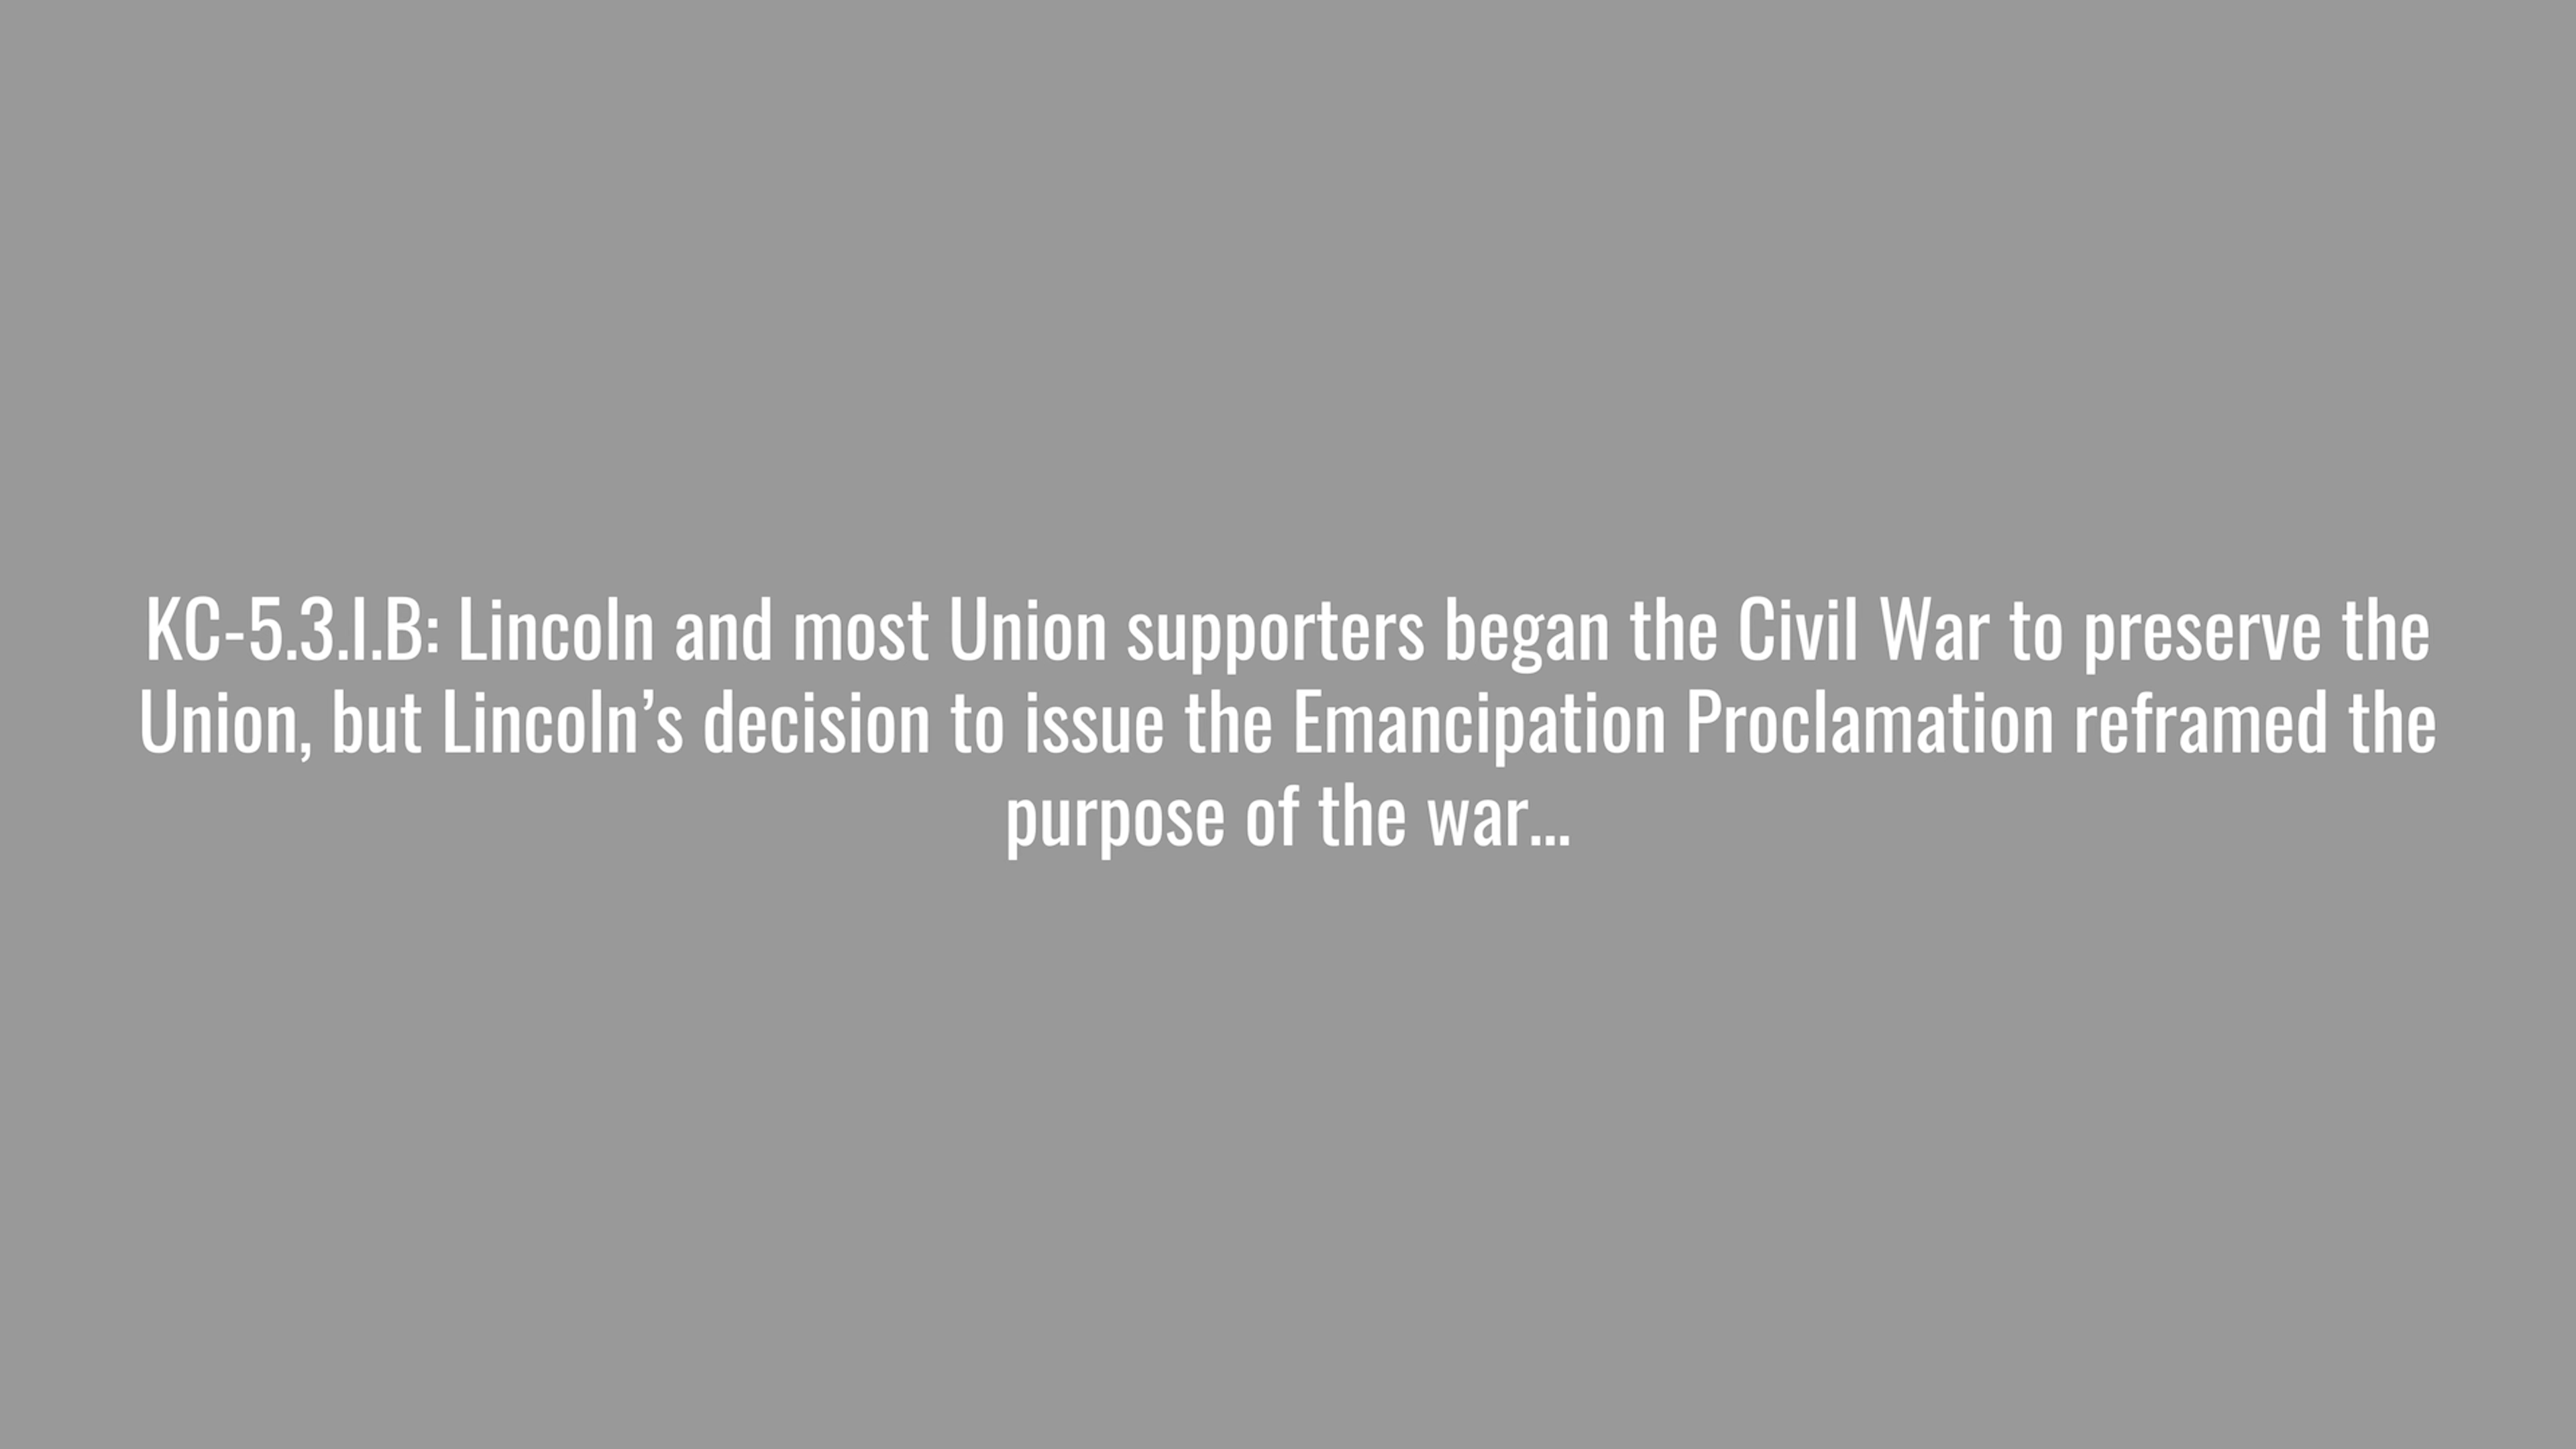 KC-5.3.I.B: Lincoln and most Union supporters began the Civil War to preserve the
Union, but Lincoln’s decision to issue the Emancipation Proclamation reframed the
purpose of the war…